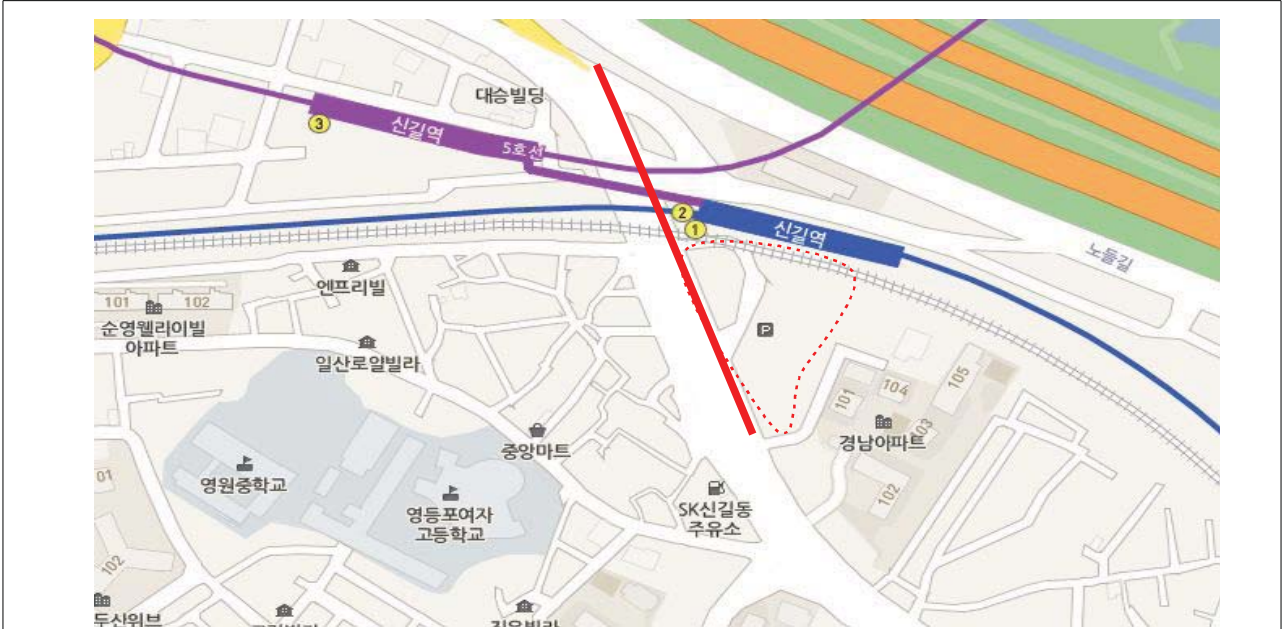 대승빌딩
3
신길역
5호선
2
1
신길역
노들길
엔프리빌
101
102
순영웰라이빌
아파트
일산로얄빌라
P
101
104
105
103
경남아파트
102
중앙마트
영원중학교
영등포여자
고등학교
SK신길동
주유소
01
102
두산위브